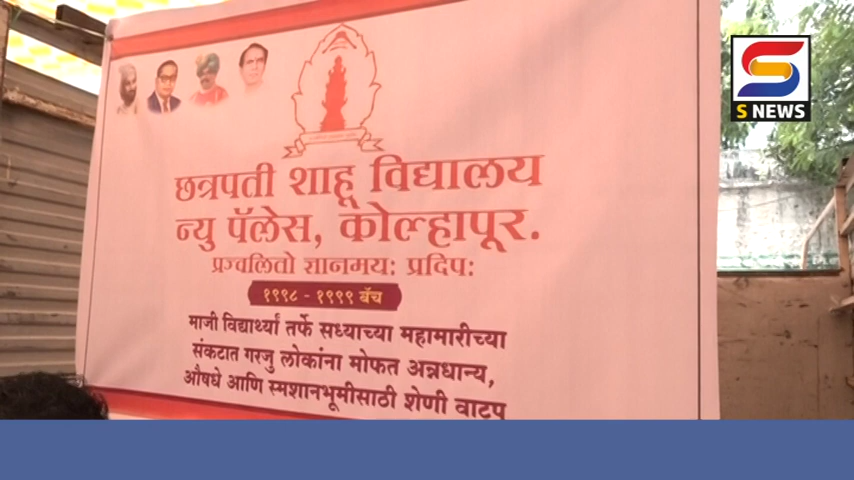 S NEWS
छत्रपती शाहू विद्यालय
न्यु पॅलेस, कोल्हापूर.
प्रज्वलितो ज्ञानमयः प्रदिपः
१९९८ - १९९९ बॅच
माजी विद्यार्थ्यां तर्फे सध्याच्या महामारीच्या
संकटात गरजु लोकांना मोफत अन्नधान्य,
औषधे आणि स्मशानभूमीसाठी शेणी वाटप